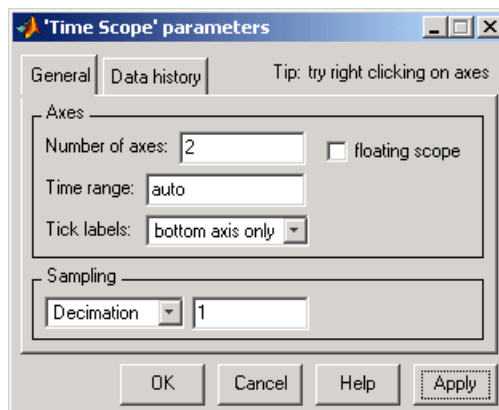 'Time Scope' parameters
General Data history Tip: try right clicking on axes
Axes
Number of axes: 2 floating scope
Time range: auto
Tick labels: bottom axis only
Sampling
Decimation 1
OK Cancel Help Apply